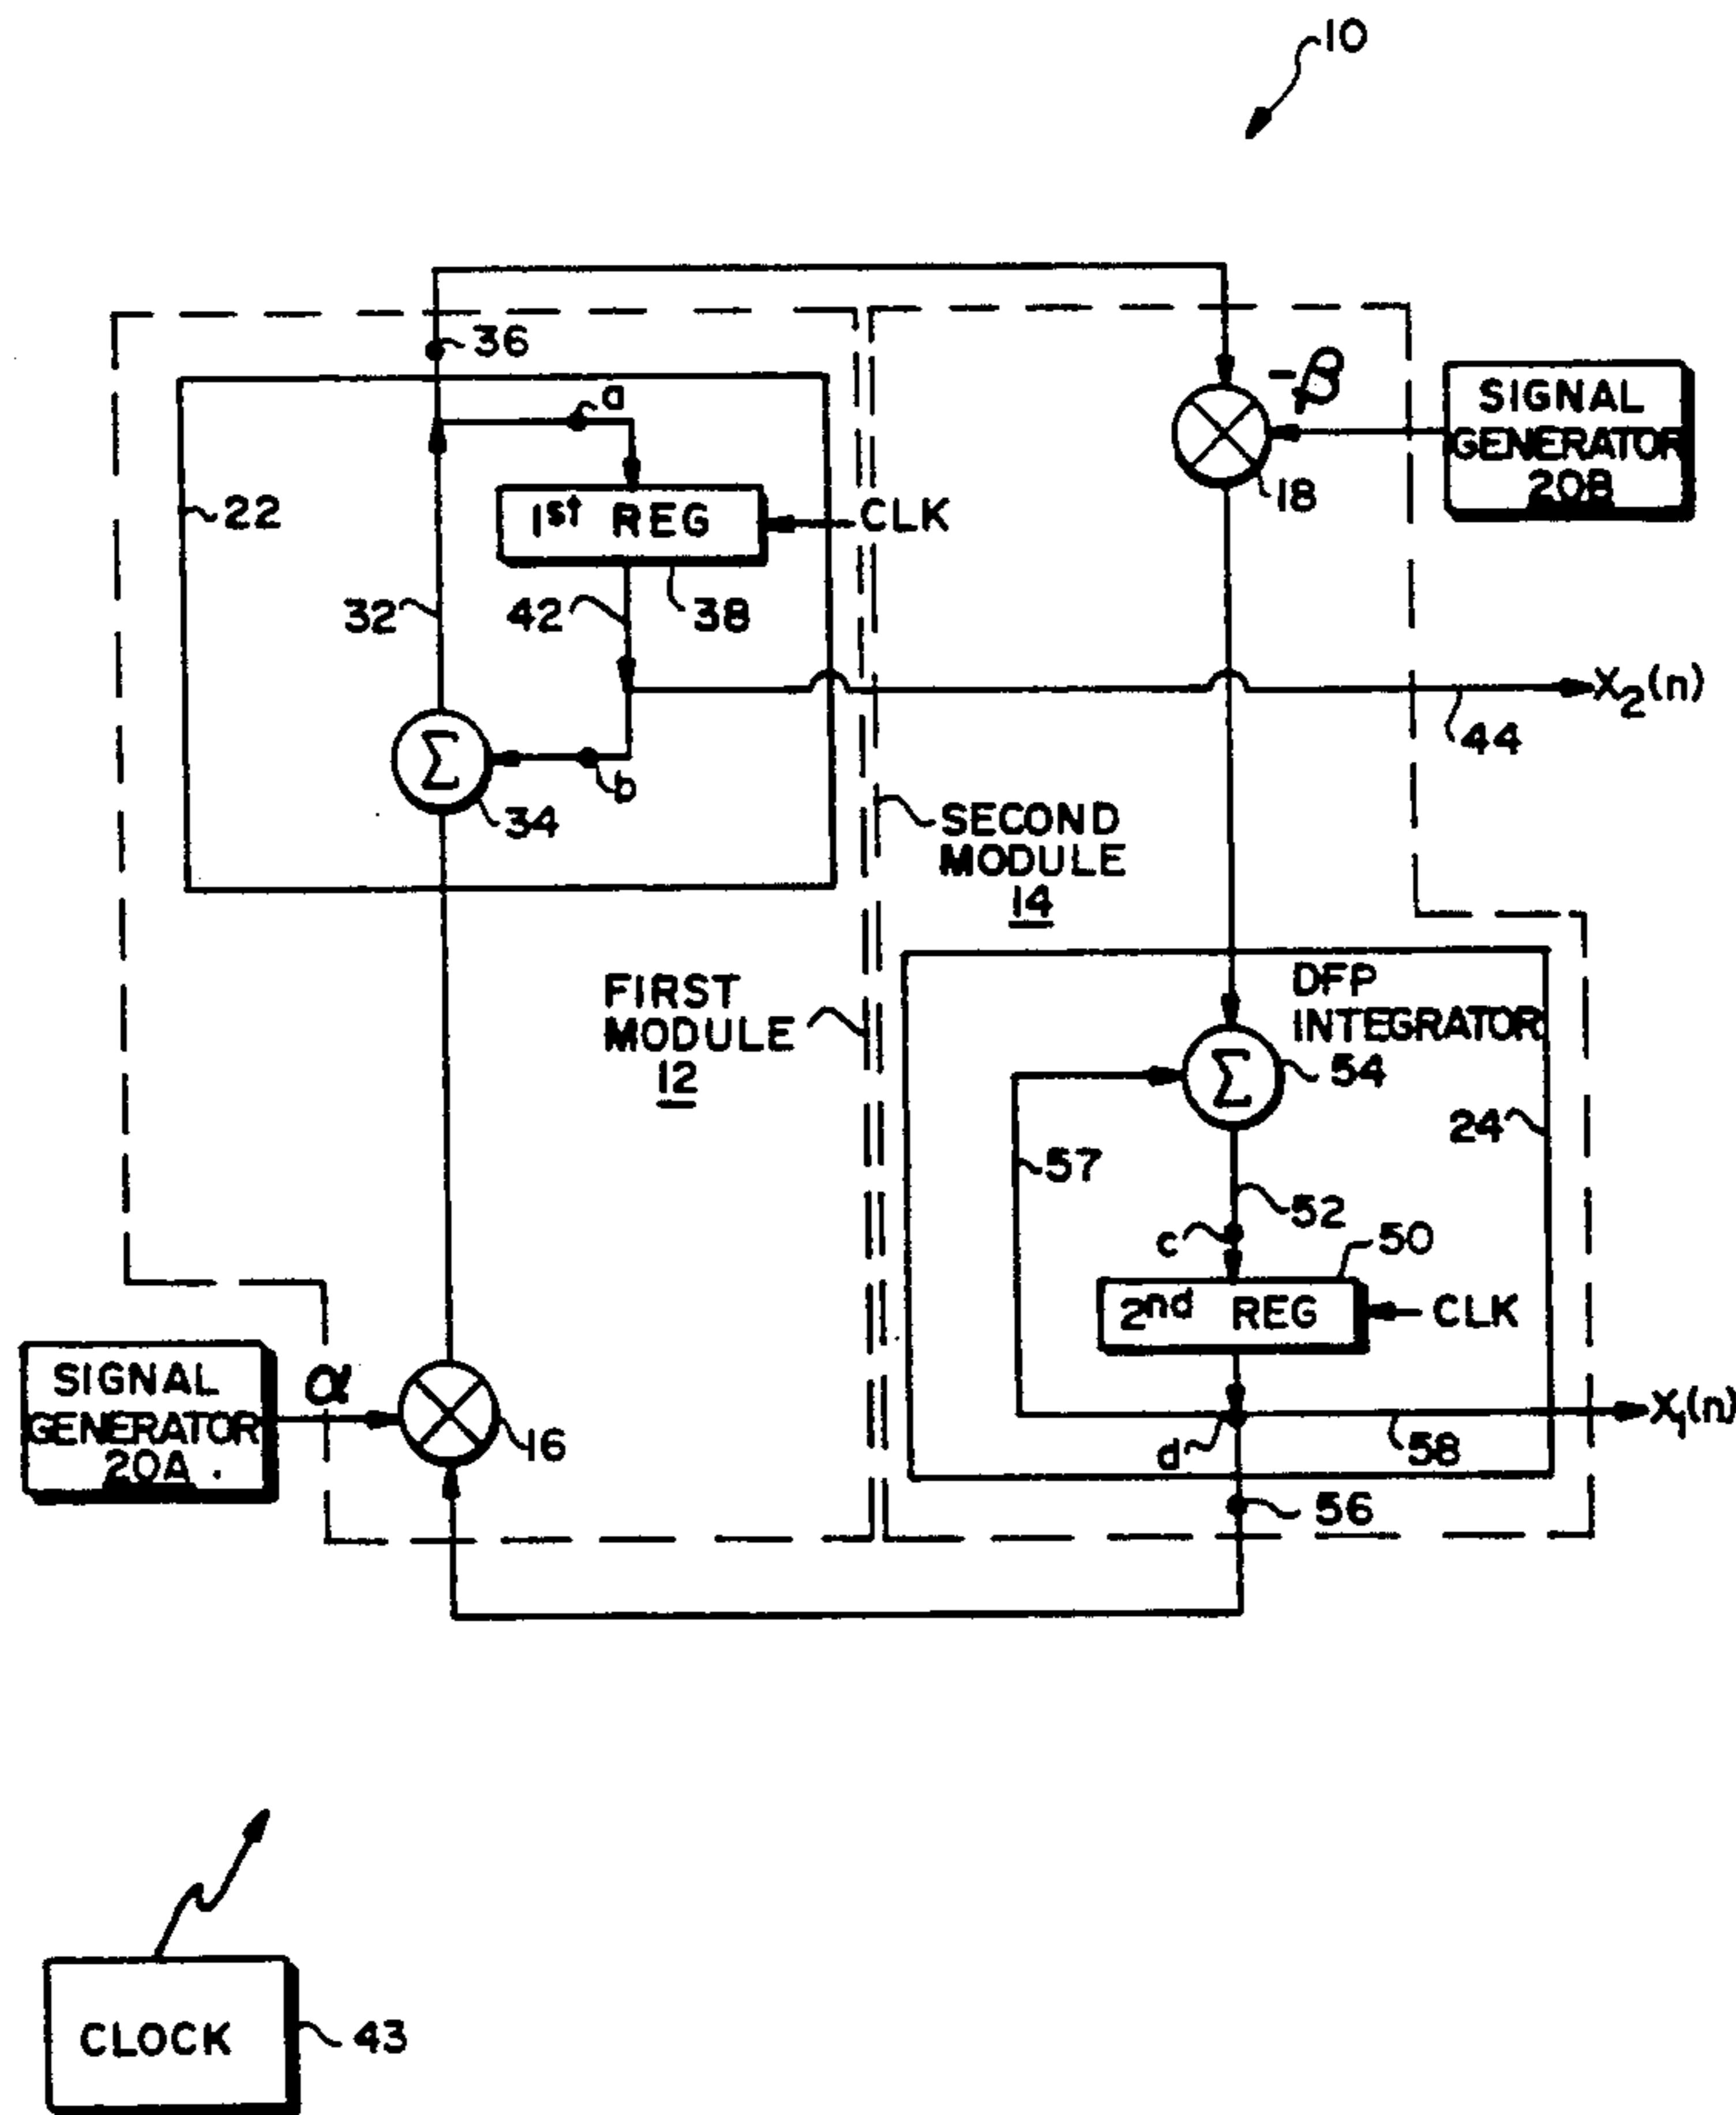 10
36
a
-β
SIGNAL
GENERATOR
20B
18
22
1st REG
CLK
32
42
38
X2(n)
44
b
34
SECOND
MODULE
14
FIRST
MODULE
12
DFP
INTEGRATOR
54
24
57
52
c
50
2nd REG
CLK
SIGNAL
GENERATOR
20A
α
16
X1(n)
d
58
56
CLOCK
43